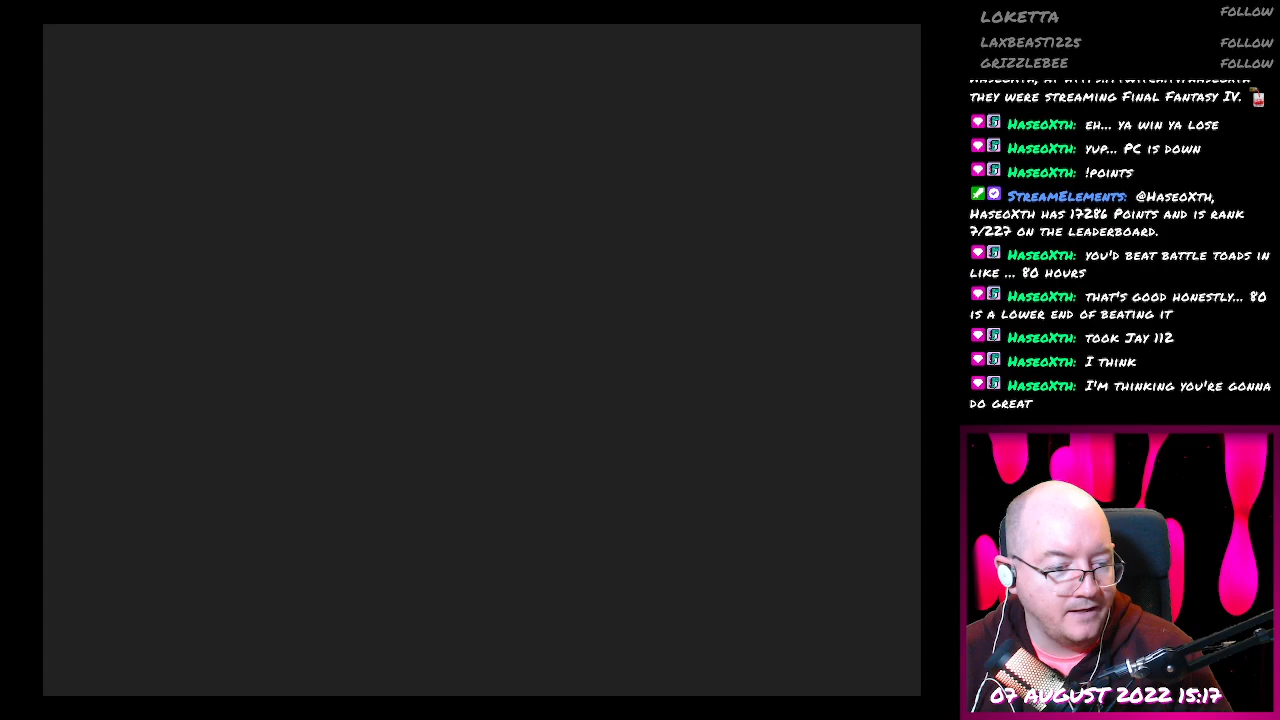 LOKETTA FOLLOW
LAXBEAST1225 FOLLOW
GRIZZLEBEE FOLLOW
THEY WERE STREAMING FINAL FANTASY IV.
HASEOXTH: EH... YA WIN YA LOSE
HASEOXTH: YUP... PC IS DOWN
HASEOXTH: !POINTS
STREAMELEMENTS: @HASEOXTH,
HASEOXTH HAS 17286 POINTS AND IS RANK
7/227 ON THE LEADERBOARD.
HASEOXTH: YOU'D BEAT BATTLE TOADS IN
LIKE ... 80 HOURS
HASEOXTH: THAT'S GOOD HONESTLY... 80
IS A LOWER END OF BEATING IT
HASEOXTH: TOOK JAY 112
HASEOXTH: I THINK
HASEOXTH: I'M THINKING YOU'RE GONNA
DO GREAT
07 AUGUST 2022 15:17